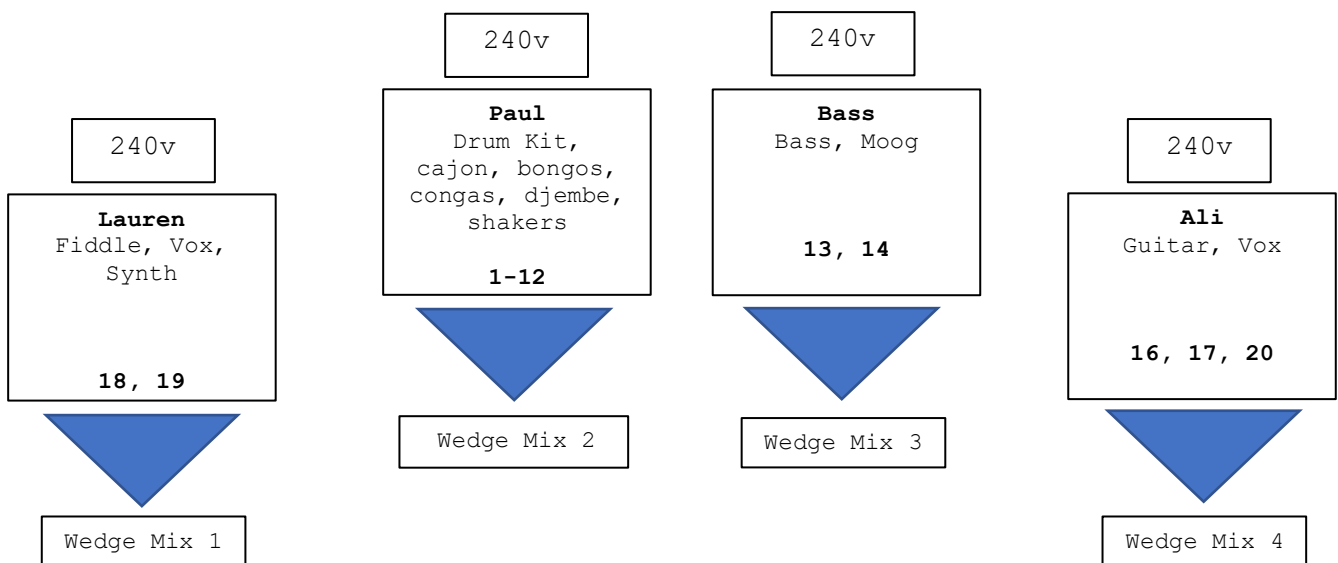 240v
Lauren
Fiddle, Vox,
Synth
18, 19
Wedge Mix 1
240v
Paul
Drum Kit,
cajon, bongos,
congas, djembe,
shakers
1-12
Wedge Mix 2
240v
Bass
Bass, Moog
13, 14
Wedge Mix 3
240v
Ali
Guitar, Vox
16, 17, 20
Wedge Mix 4